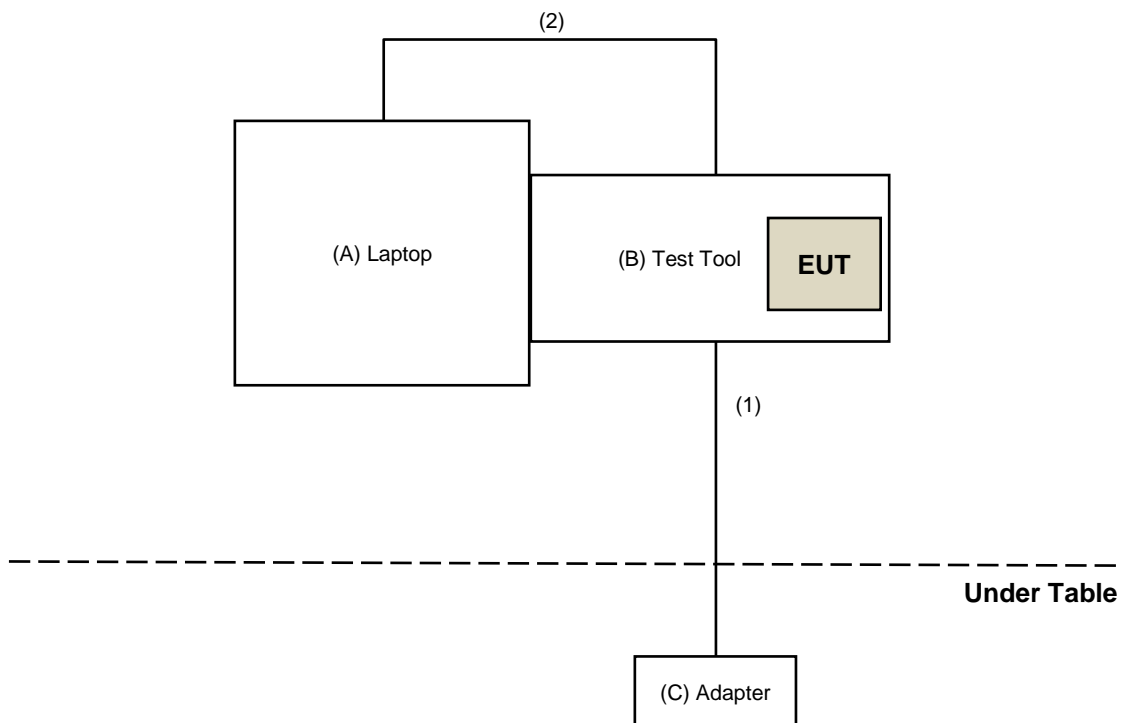 (2)
(A) Laptop
(B) Test Tool
EUT
(1)
Under Table
(C) Adapter